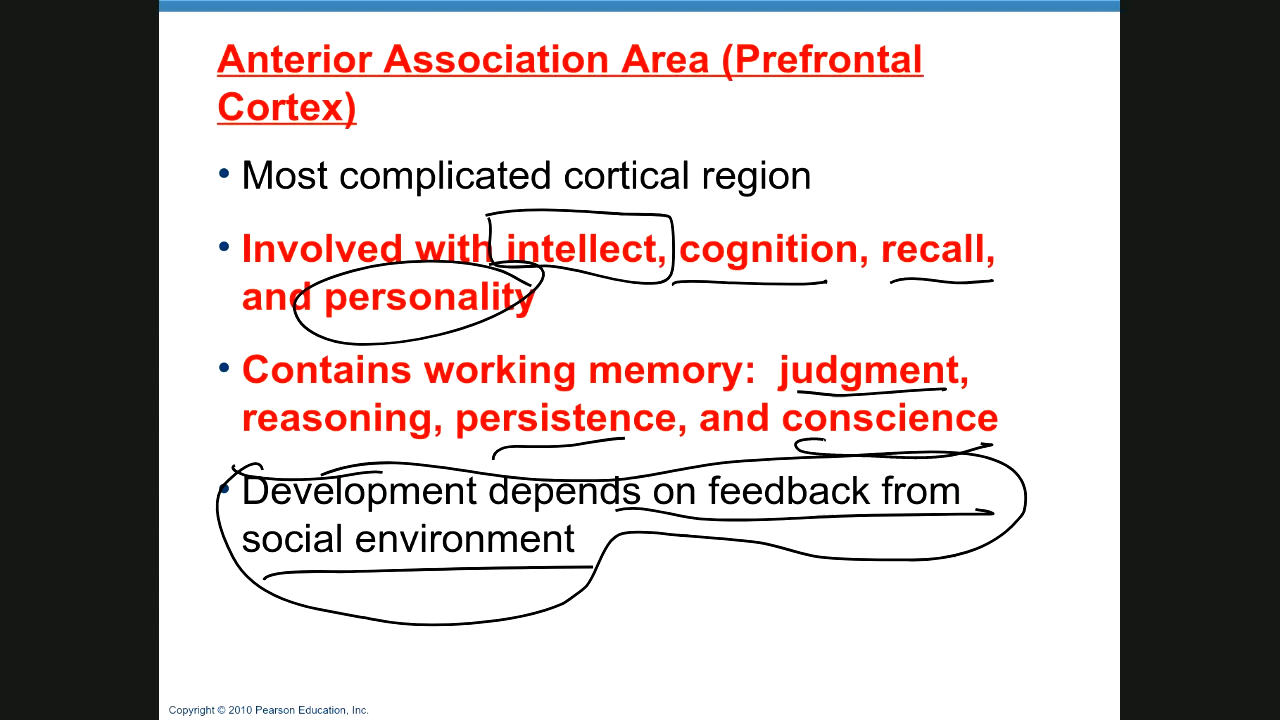 Anterior Association Area (Prefrontal
Cortex)
• Most complicated cortical region
• Involved with intellect, cognition, recall,
and personality
• Contains working memory:  judgment,
reasoning, persistence, and conscience
• Development depends on feedback from
social environment
Copyright © 2010 Pearson Education, Inc.